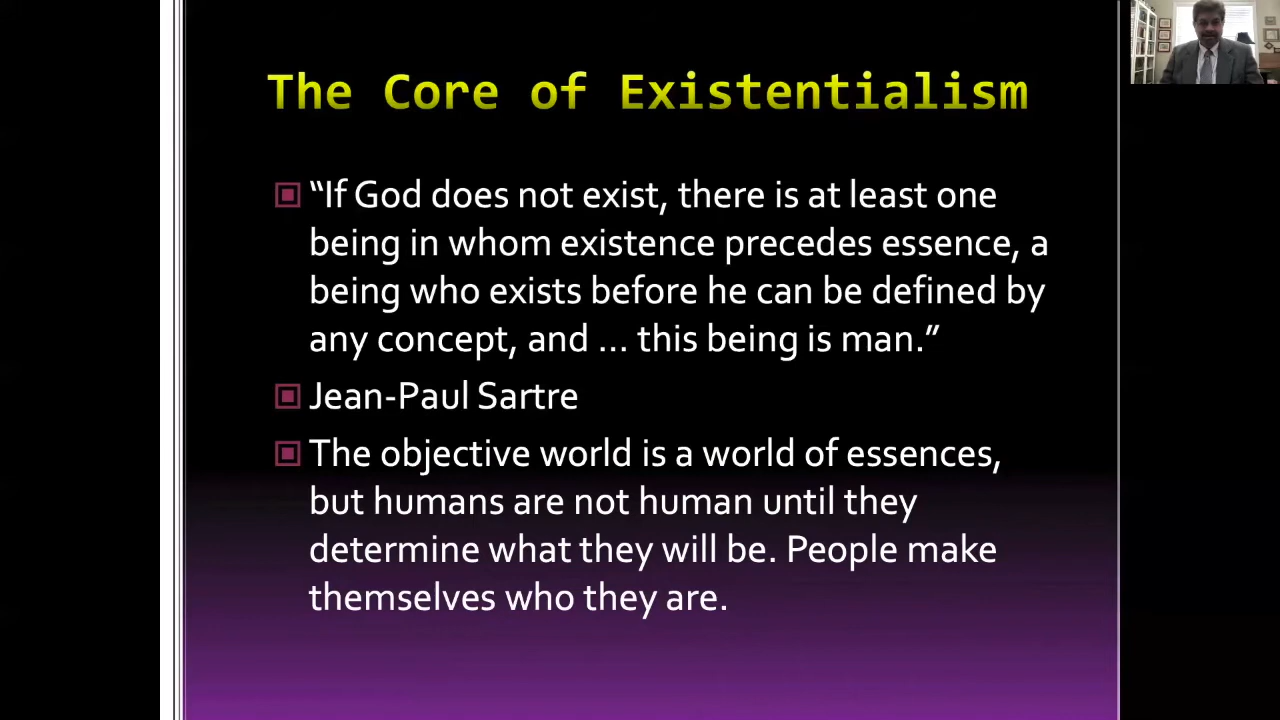 The Core of Existentialism
“If God does not exist, there is at least one
being in whom existence precedes essence, a
being who exists before he can be defined by
any concept, and … this being is man.”
Jean-Paul Sartre
The objective world is a world of essences,
but humans are not human until they
determine what they will be. People make
themselves who they are.